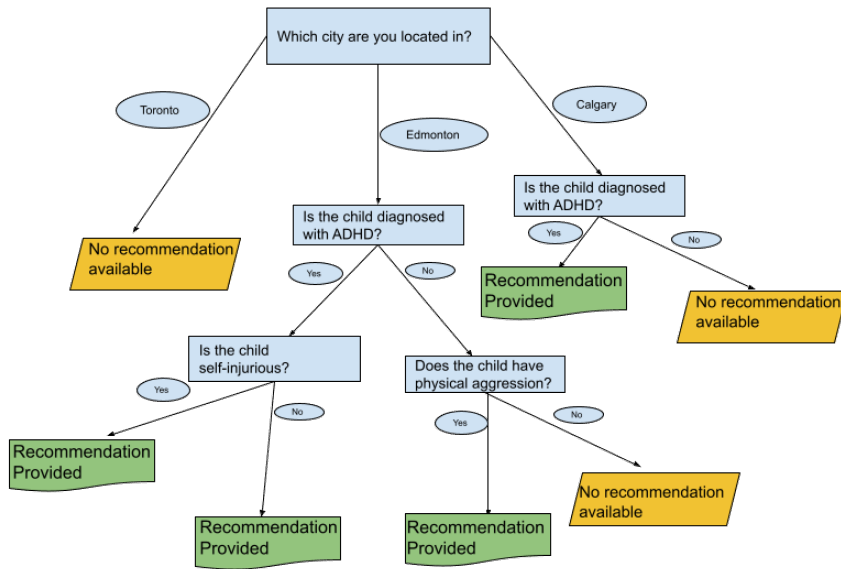 Which city are you located in?
Toronto
Edmonton
Calgary
Is the child diagnosed
with ADHD?
Is the child diagnosed
with ADHD?
Yes
No
No recommendation
available
Yes
No
Recommendation
Provided
No recommendation
available
Is the child
self-injurious?
Does the child have
physical aggression?
Yes
No
Yes
No
Recommendation
Provided
Recommendation
Provided
Recommendation
Provided
No recommendation
available